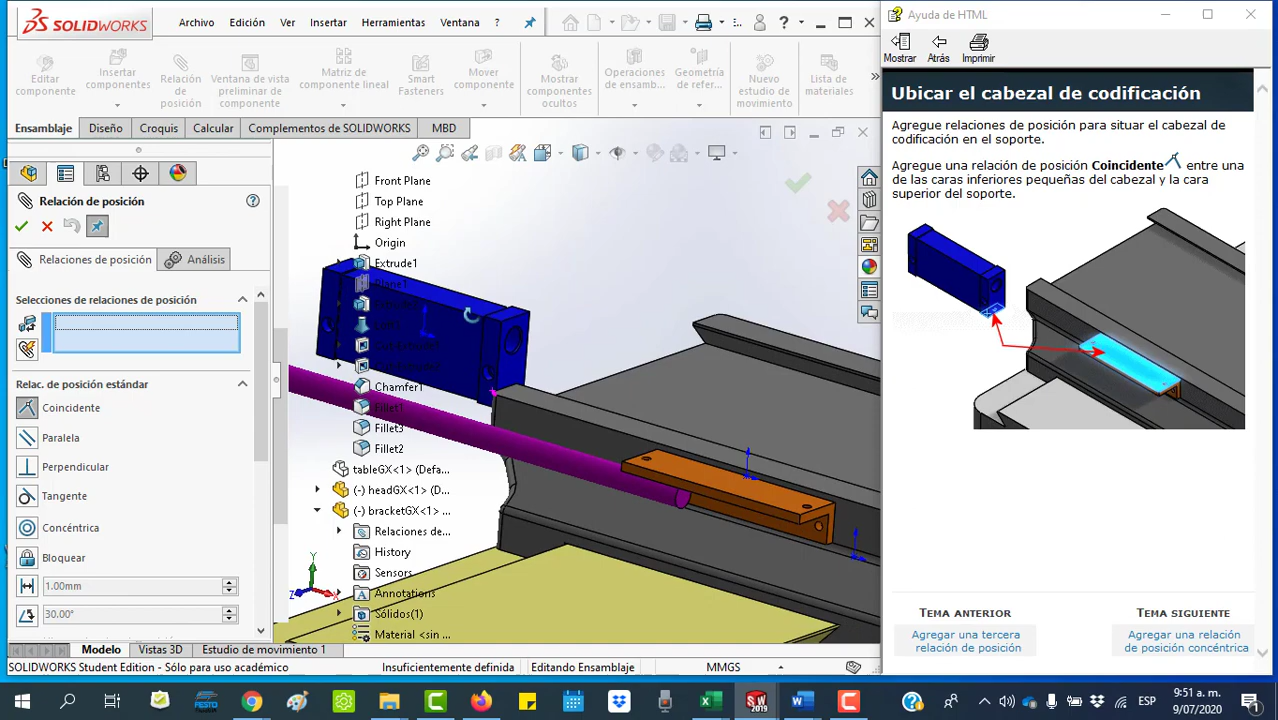 SOLIDWORKS
Archivo Edición Ver Insertar Herramientas Ventana ?
Editar componente
Insertar componentes
Relación de posición
Ventana de vista preliminar de componente
Matriz de componente lineal
Smart Fasteners
Mover componente
Mostrar componentes ocultos
Operaciones de ensamb...
Geometría de refer...
Nuevo estudio de movimiento
Lista de materiales
Ensamblaje Diseño Croquis Calcular Complementos de SOLIDWORKS MBD
Relación de posición
Relaciones de posición Análisis
Selecciones de relaciones de posición
Relac. de posición estándar
Coincidente
Paralela
Perpendicular
Tangente
Concéntrica
Bloquear
1.00mm
30.00°
Front Plane
Top Plane
Right Plane
Origin
Extrude1
Plane1
Chamfer1
Fillet1
Fillet3
Fillet2
tableGX<1> (Defa...
(-) headGX<1> (D...
(-) bracketGX<1> ...
Relaciones de...
History
Sensors
Annotations
Sólidos(1)
Material <sin ...
Y
Z
X
Modelo Vistas 3D Estudio de movimiento 1
SOLIDWORKS Student Edition - Sólo para uso académico Insuficientemente definida Editando Ensamblaje MMGS
Ayuda de HTML
Mostrar Atrás Imprimir
Ubicar el cabezal de codificación
Agregue relaciones de posición para situar el cabezal de
codificación en el soporte.
Agregue una relación de posición Coincidente entre una
de las caras inferiores pequeñas del cabezal y la cara
superior del soporte.
TEMA ANTERIOR TEMA SIGUIENTE
Agregar una tercera relación de posición
Agregar una relación de posición concéntrica
FESTO
SW 2019
ESP
9:51 a. m.
9/07/2020
1